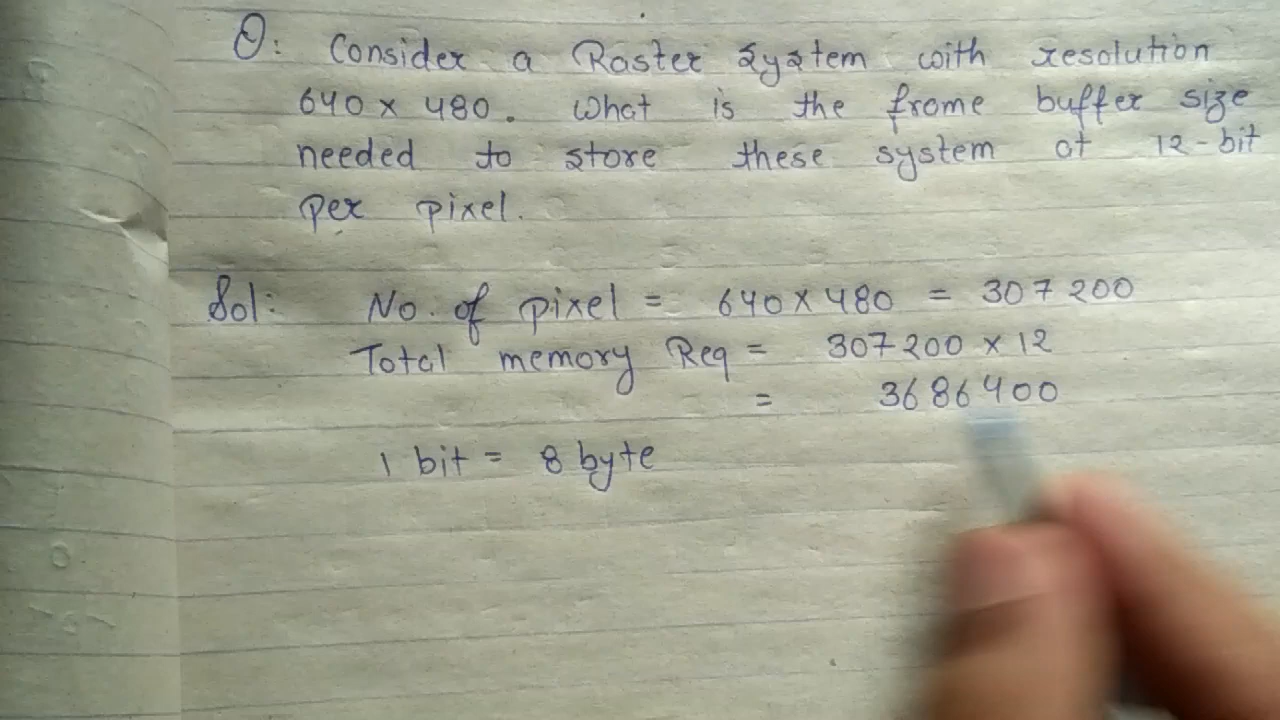 Q: Consider a Raster System with resolution
640 x 480. What is the frame buffer size
needed to store these system at 12-bit
per pixel.
Sol: No. of pixel = 640 x 480 = 307200
Total memory Req = 307200 x 12
= 3686400
1 bit = 8 byte